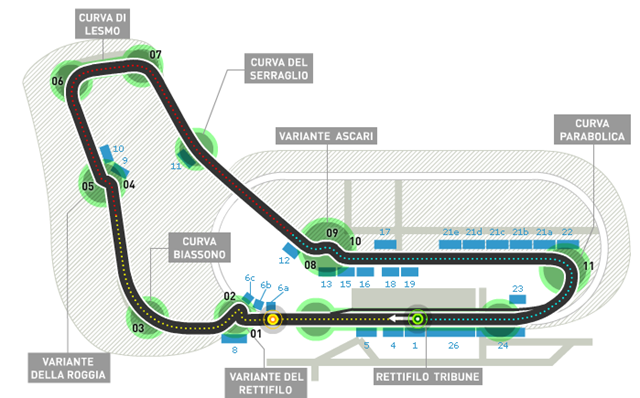 CURVA DI
LESMO
07
06
CURVA DEL
SERRAGLIO
CURVA
PARABOLICA
VARIANTE ASCARI
10
9
11
05
04
09
10
17
21e
21d
21c
21b
21a
22
CURVA
BIASSONO
12
08
13
15
16
18
19
11
6c
6b
6a
02
23
03
01
8
5
4
1
26
24
VARIANTE
DELLA ROGGIA
VARIANTE DEL
RETTIFILO
RETTIFILO TRIBUNE